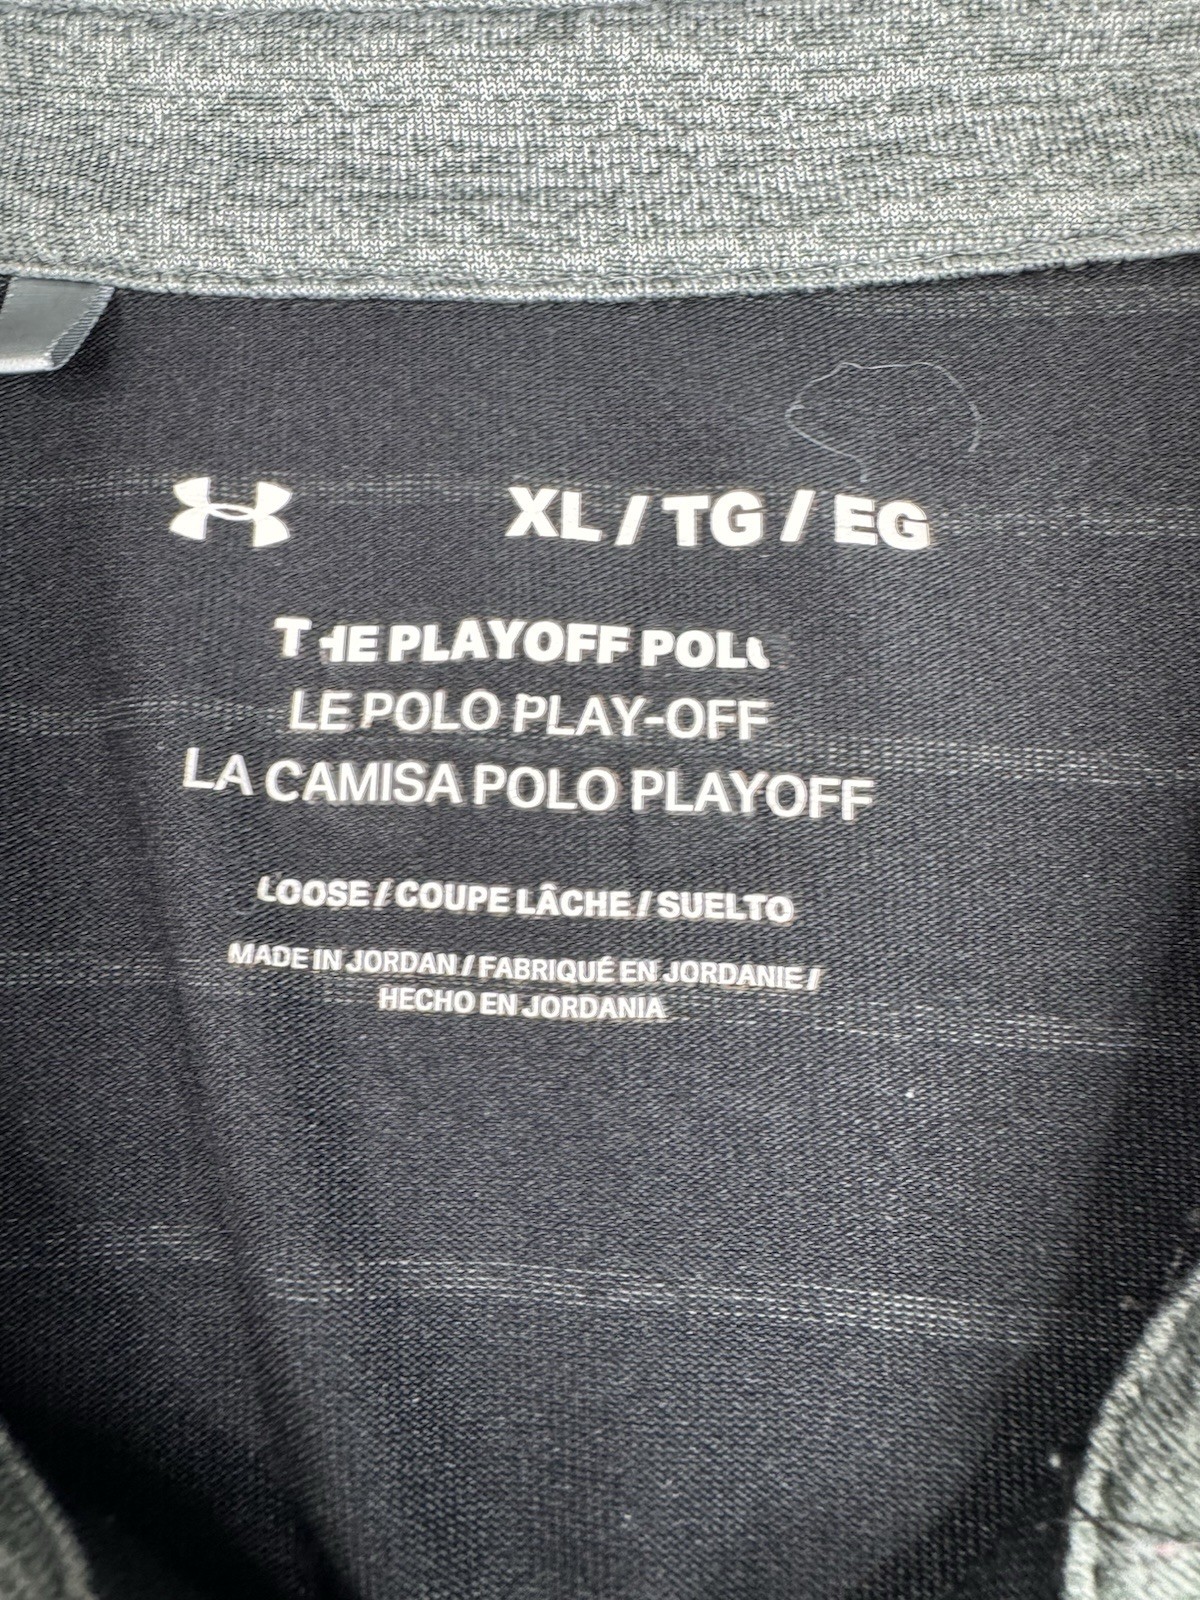 XL / TG / EG
THE PLAYOFF POLO
LE POLO PLAY-OFF
LA CAMISA POLO PLAYOFF
LOOSE / COUPE LÂCHE / SUELTO
MADE IN JORDAN / FABRIQUÉ EN JORDANIE /
HECHO EN JORDANIA